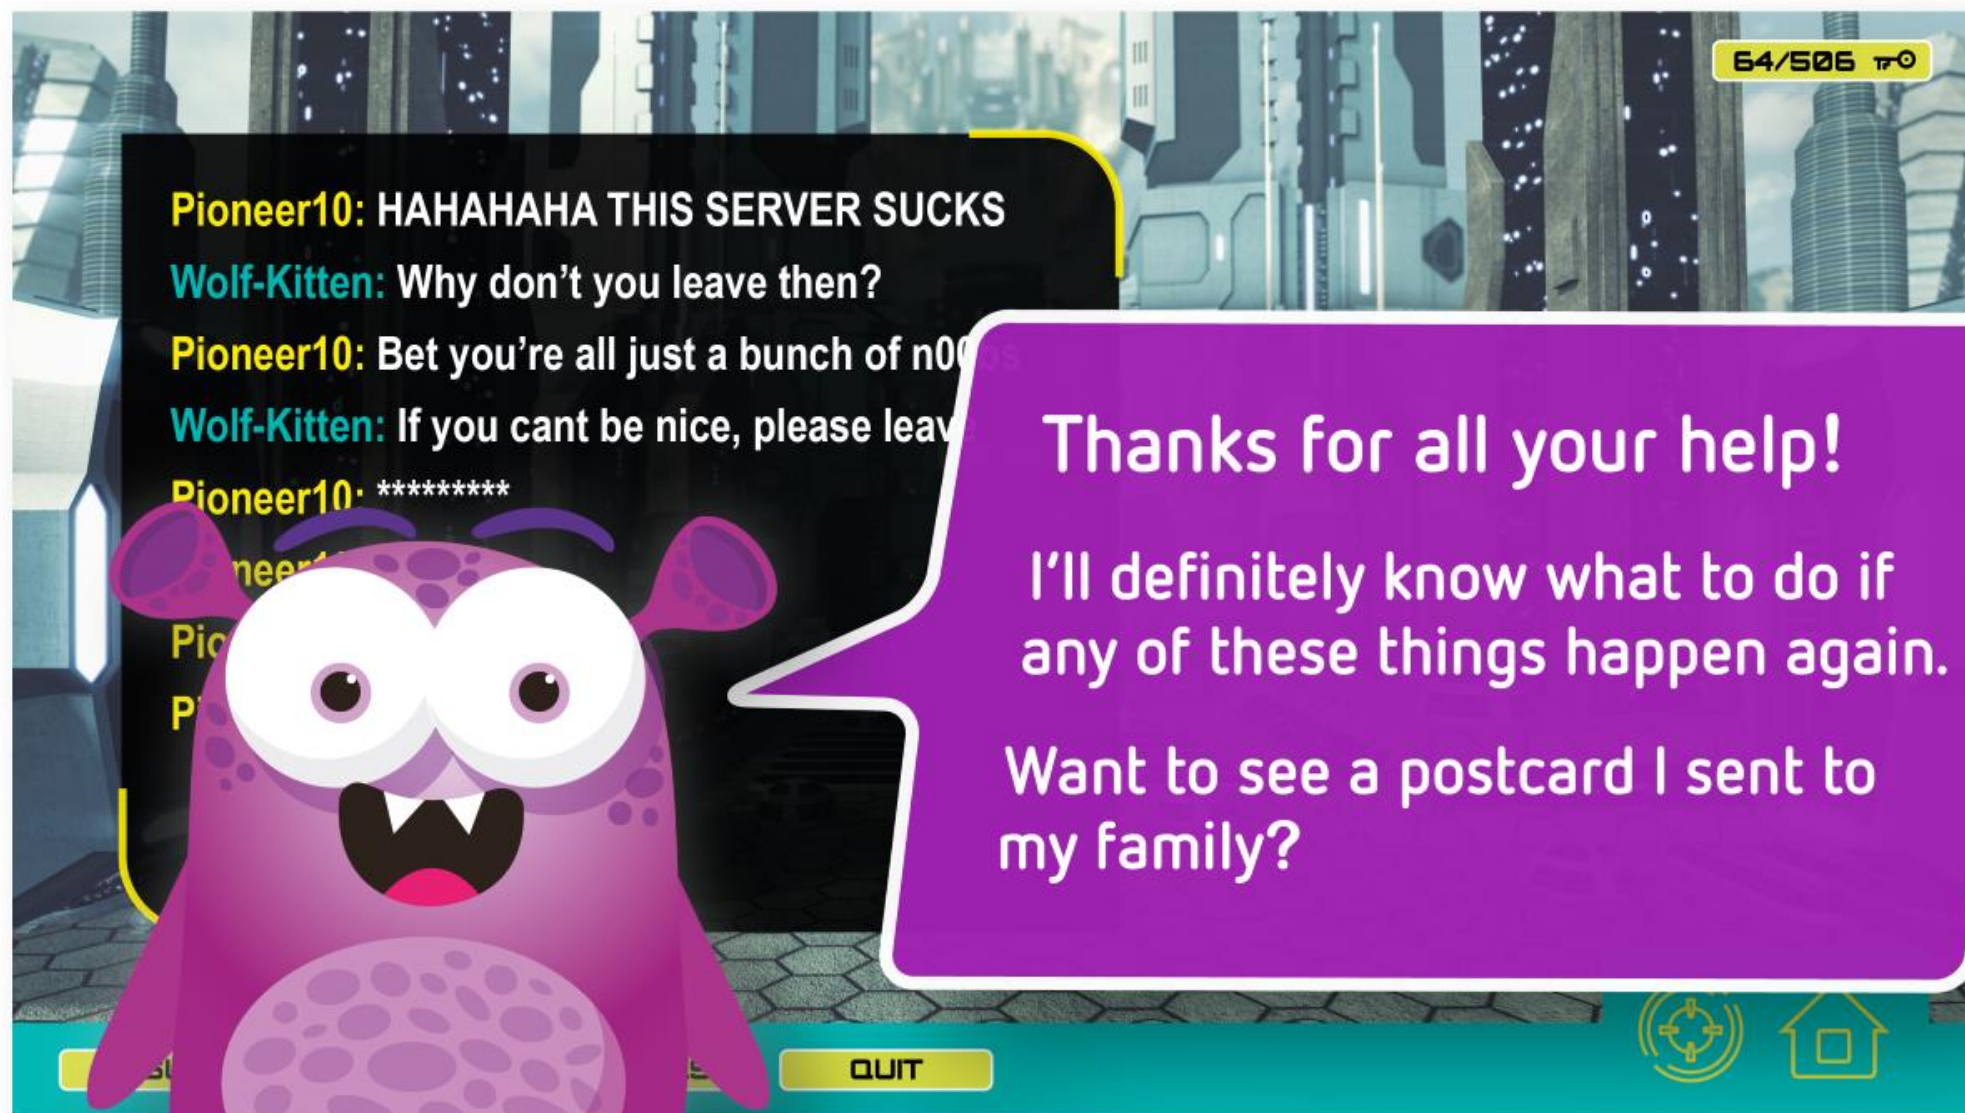 64/506
Pioneer10: HAHAHAHA THIS SERVER SUCKS
Wolf-Kitten: Why don't you leave then?
Pioneer10: Bet you're all just a bunch of
Wolf-Kitten: If you cant be nice, please
Pioneer10: *********
Thanks for all your help!
I'll definitely know what to do if
any of these things happen again.
Want to see a postcard I sent to
my family?
QUIT